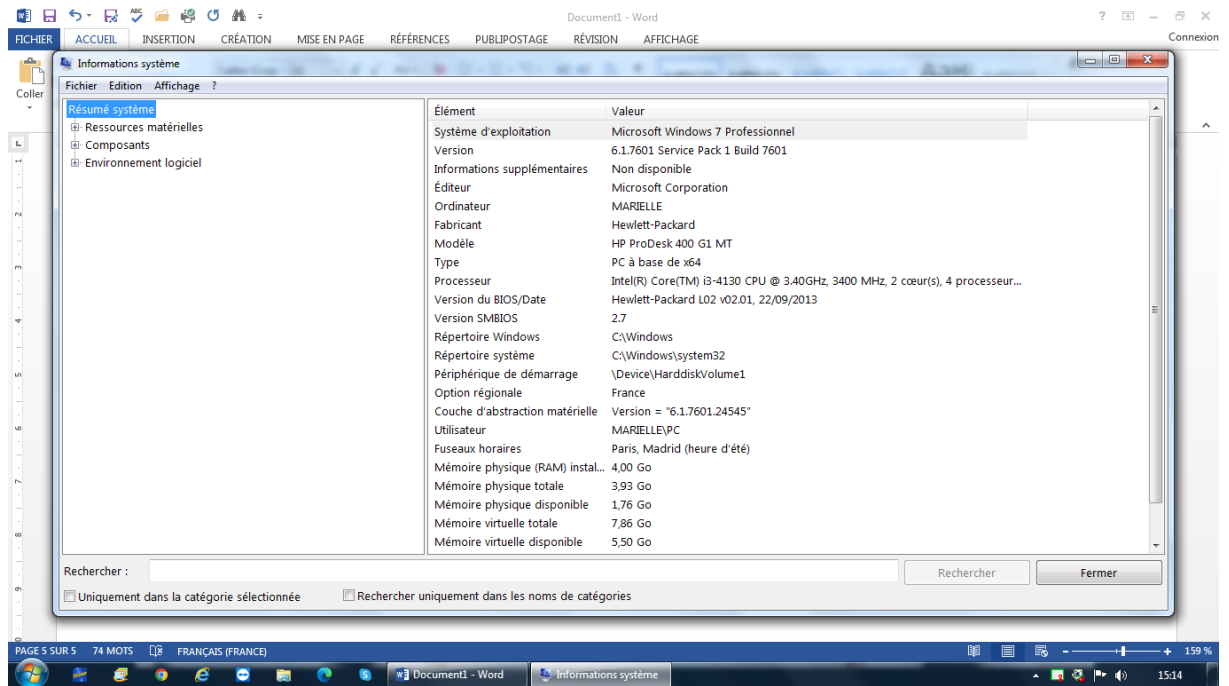 Document1 - Word
FICHIER ACCUEIL INSERTION CRÉATION MISE EN PAGE RÉFÉRENCES PUBLIPOSTAGE RÉVISION AFFICHAGE Connexion
Coller
Informations système
Fichier Edition Affichage ?
Résumé système
Ressources matérielles
Composants
Environnement logiciel
Élément Valeur
Système d'exploitation Microsoft Windows 7 Professionnel
Version 6.1.7601 Service Pack 1 Build 7601
Informations supplémentaires Non disponible
Éditeur Microsoft Corporation
Ordinateur MARIELLE
Fabricant Hewlett-Packard
Modèle HP ProDesk 400 G1 MT
Type PC à base de x64
Processeur Intel(R) Core(TM) i3-4130 CPU @ 3.40GHz, 3400 MHz, 2 cœur(s), 4 processeur...
Version du BIOS/Date Hewlett-Packard L02 v02.01, 22/09/2013
Version SMBIOS 2.7
Répertoire Windows C:\Windows
Répertoire système C:\Windows\system32
Périphérique de démarrage \Device\HarddiskVolume1
Option régionale France
Couche d'abstraction matérielle Version = "6.1.7601.24545"
Utilisateur MARIELLE\PC
Fuseaux horaires Paris, Madrid (heure d'été)
Mémoire physique (RAM) instal... 4,00 Go
Mémoire physique totale 3,93 Go
Mémoire physique disponible 1,76 Go
Mémoire virtuelle totale 7,86 Go
Mémoire virtuelle disponible 5,50 Go
Rechercher : Rechercher Fermer
Uniquement dans la catégorie sélectionnée Rechercher uniquement dans les noms de catégories
PAGE 5 SUR 5 74 MOTS FRANÇAIS (FRANCE) 159 %
Document1 - Word Informations système 15:14